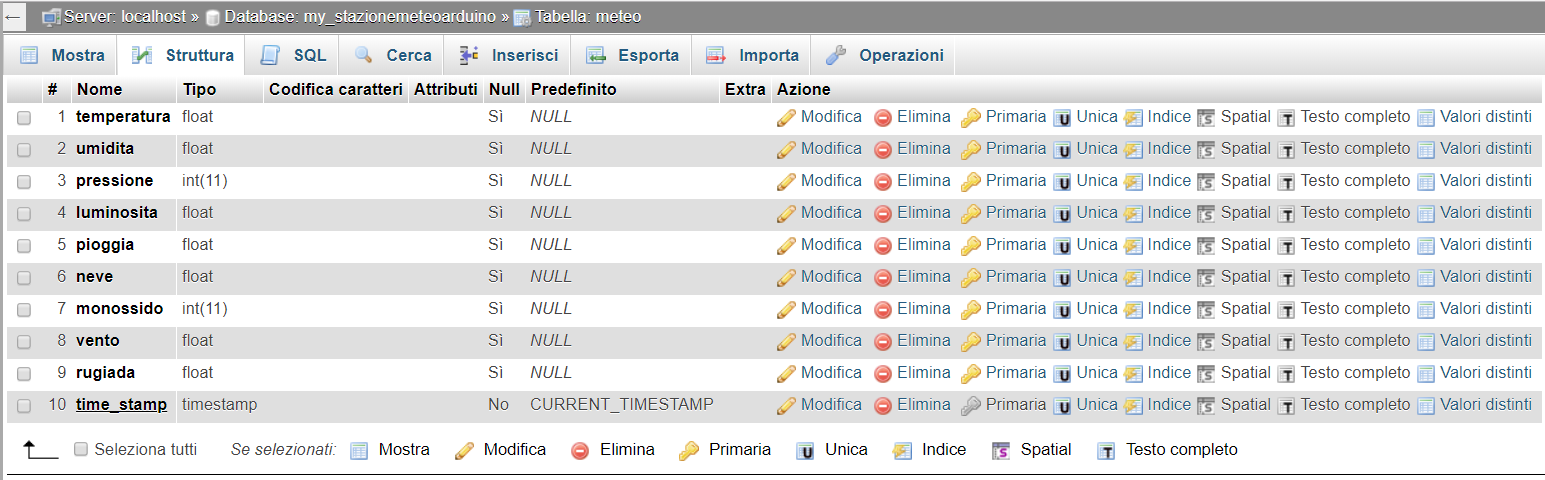 Server: localhost » Database: my_stazionemeteoarduino » Tabella: meteo
Mostra Struttura SQL Cerca Inserisci Esporta Importa Operazioni
# Nome Tipo Codifica caratteri Attributi Null Predefinito Extra Azione
1 temperatura float Sì NULL Modifica Elimina Primaria Unica Indice Spatial Testo completo Valori distinti
2 umidita float Sì NULL Modifica Elimina Primaria Unica Indice Spatial Testo completo Valori distinti
3 pressione int(11) Sì NULL Modifica Elimina Primaria Unica Indice Spatial Testo completo Valori distinti
4 luminosita float Sì NULL Modifica Elimina Primaria Unica Indice Spatial Testo completo Valori distinti
5 pioggia float Sì NULL Modifica Elimina Primaria Unica Indice Spatial Testo completo Valori distinti
6 neve float Sì NULL Modifica Elimina Primaria Unica Indice Spatial Testo completo Valori distinti
7 monossido int(11) Sì NULL Modifica Elimina Primaria Unica Indice Spatial Testo completo Valori distinti
8 vento float Sì NULL Modifica Elimina Primaria Unica Indice Spatial Testo completo Valori distinti
9 rugiada float Sì NULL Modifica Elimina Primaria Unica Indice Spatial Testo completo Valori distinti
10 time_stamp timestamp No CURRENT_TIMESTAMP Modifica Elimina Primaria Unica Indice Spatial Testo completo Valori distinti
Seleziona tutti Se selezionati: Mostra Modifica Elimina Primaria Unica Indice Spatial Testo completo